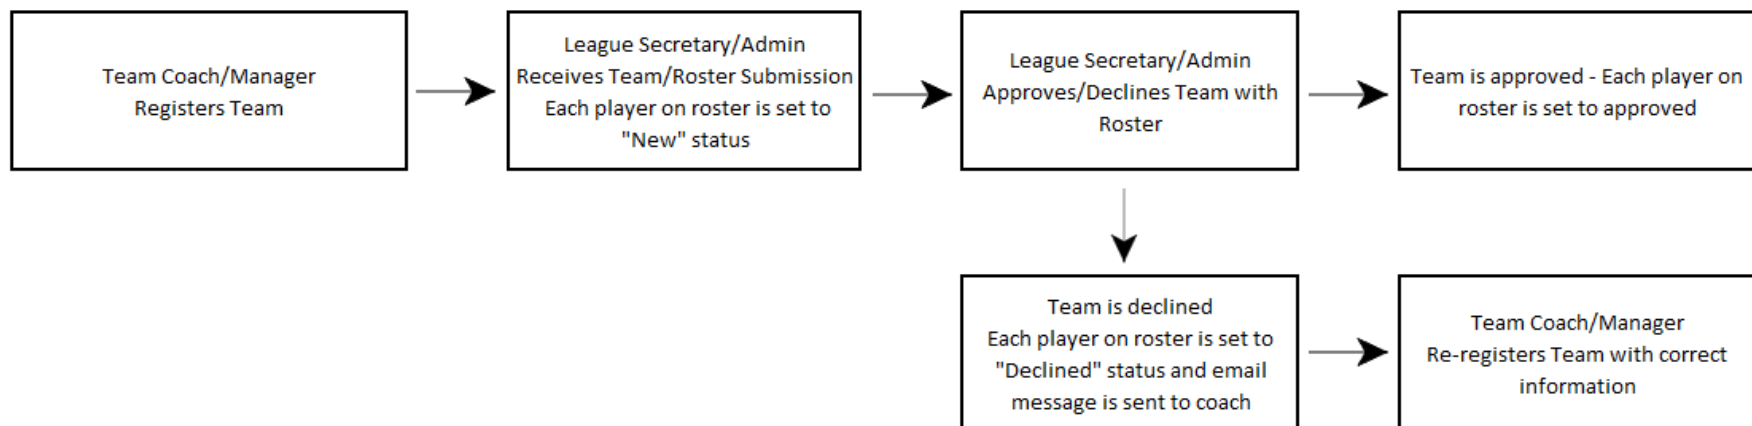 Team Coach/Manager
Registers Team
League Secretary/Admin
Receives Team/Roster Submission
Each player on roster is set to
"New" status
League Secretary/Admin
Approves/Declines Team with
Roster
Team is approved - Each player on
roster is set to approved
Team is declined
Each player on roster is set to
"Declined" status and email
message is sent to coach
Team Coach/Manager
Re-registers Team with correct
information